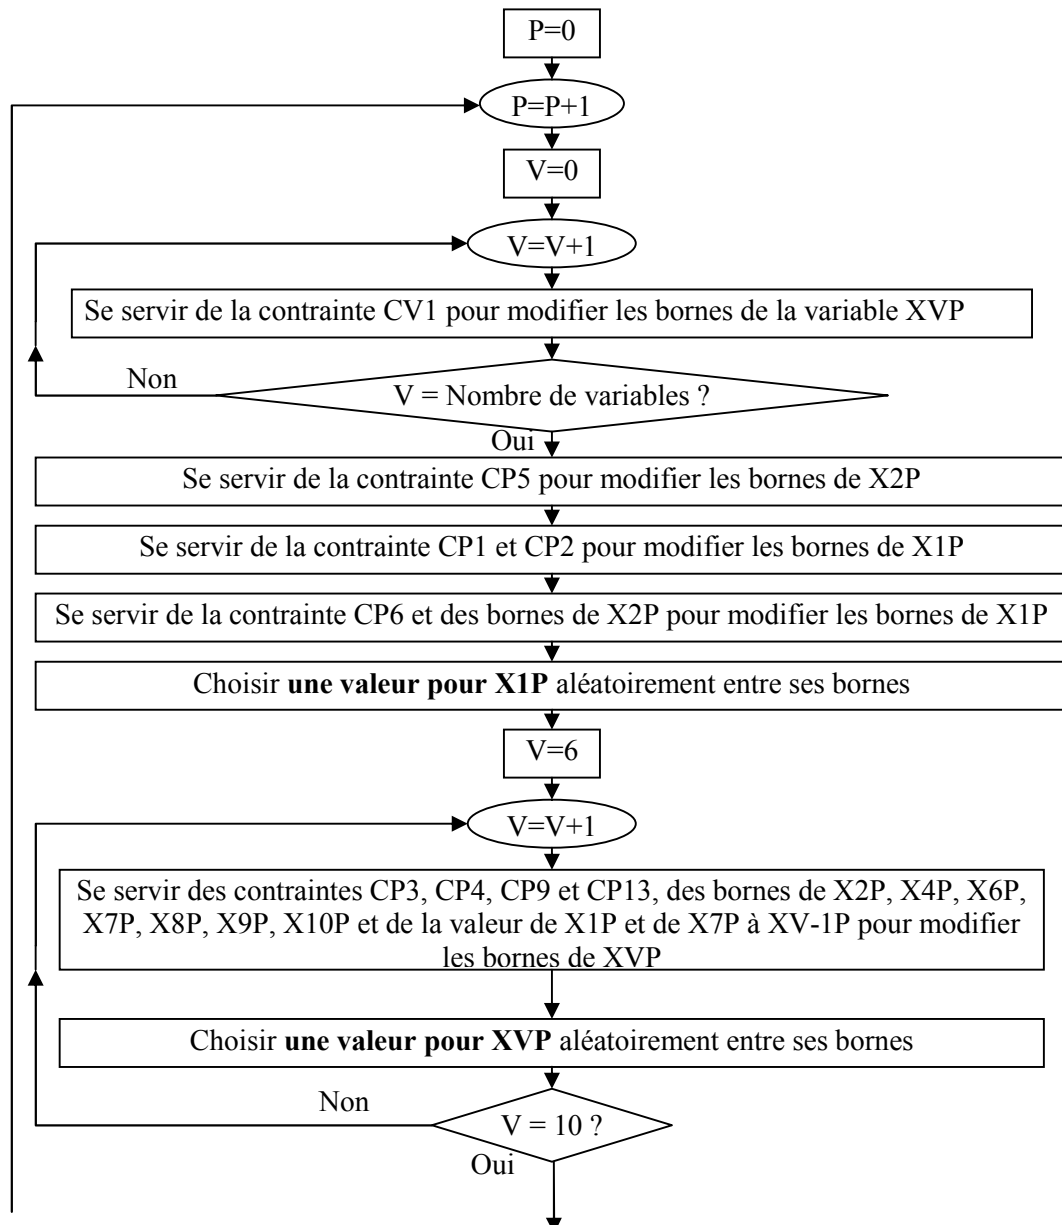 P=0
P=P+1
V=0
V=V+1
Se servir de la contrainte CV1 pour modifier les bornes de la variable XVP
Non
V = Nombre de variables ?
Oui
Se servir de la contrainte CP5 pour modifier les bornes de X2P
Se servir de la contrainte CP1 et CP2 pour modifier les bornes de X1P
Se servir de la contrainte CP6 et des bornes de X2P pour modifier les bornes de X1P
Choisir une valeur pour X1P aléatoirement entre ses bornes
V=6
V=V+1
Se servir des contraintes CP3, CP4, CP9 et CP13, des bornes de X2P, X4P, X6P,
X7P, X8P, X9P, X10P et de la valeur de X1P et de X7P à XV-1P pour modifier
les bornes de XVP
Choisir une valeur pour XVP aléatoirement entre ses bornes
Non
V = 10 ?
Oui